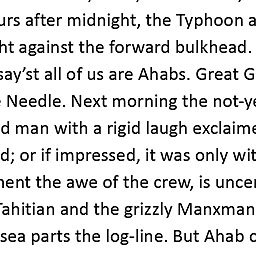 urs after midnight, the Typhoon a
ht against the forward bulkhead.
say’st all of us are Ahabs. Great G
Needle. Next morning the not-ye
d man with a rigid laugh exclaime
d; or if impressed, it was only wit
ent the awe of the crew, is uncer
Tahitian and the grizzly Manxman
sea parts the log-line. But Ahab